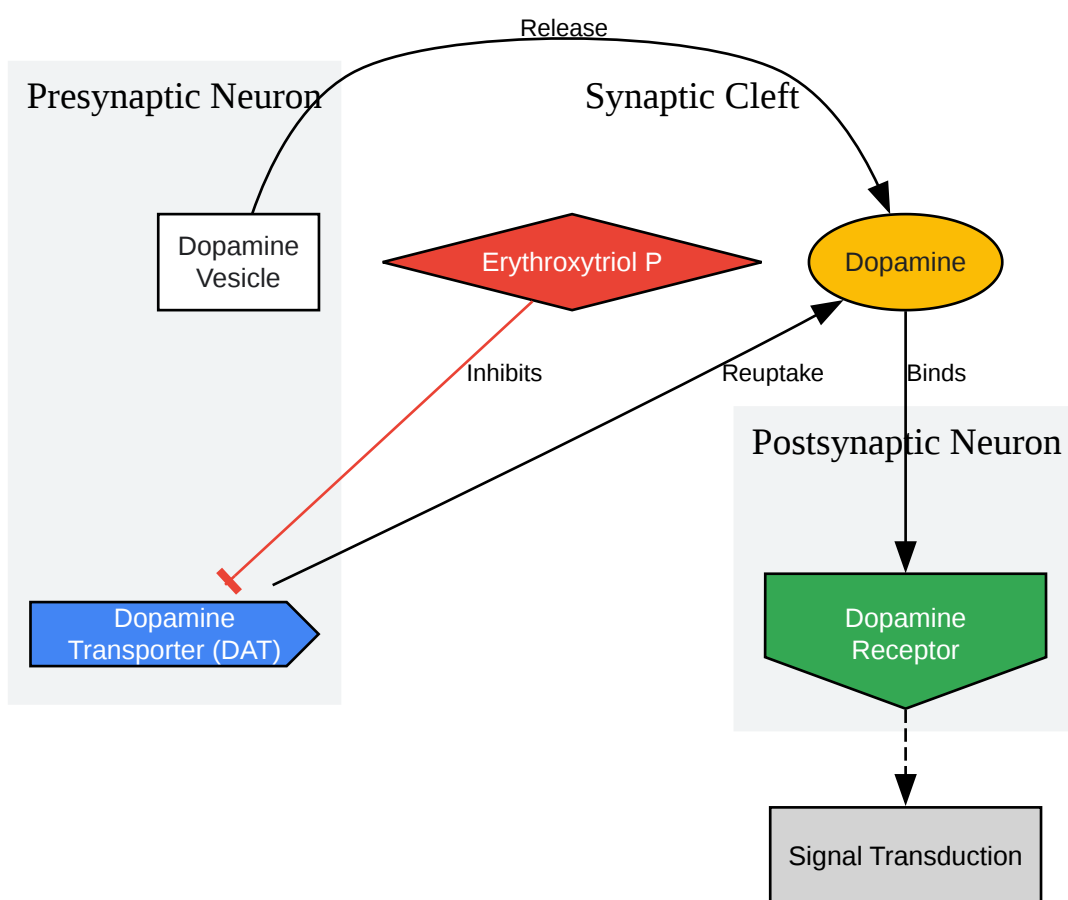 Release
Presynaptic Neuron
Synaptic Cleft
Dopamine
Vesicle
Erythroxytriol P
Dopamine
Inhibits
Reuptake
Binds
Postsynaptic Neuron
Dopamine
Transporter (DAT)
Dopamine
Receptor
Signal Transduction